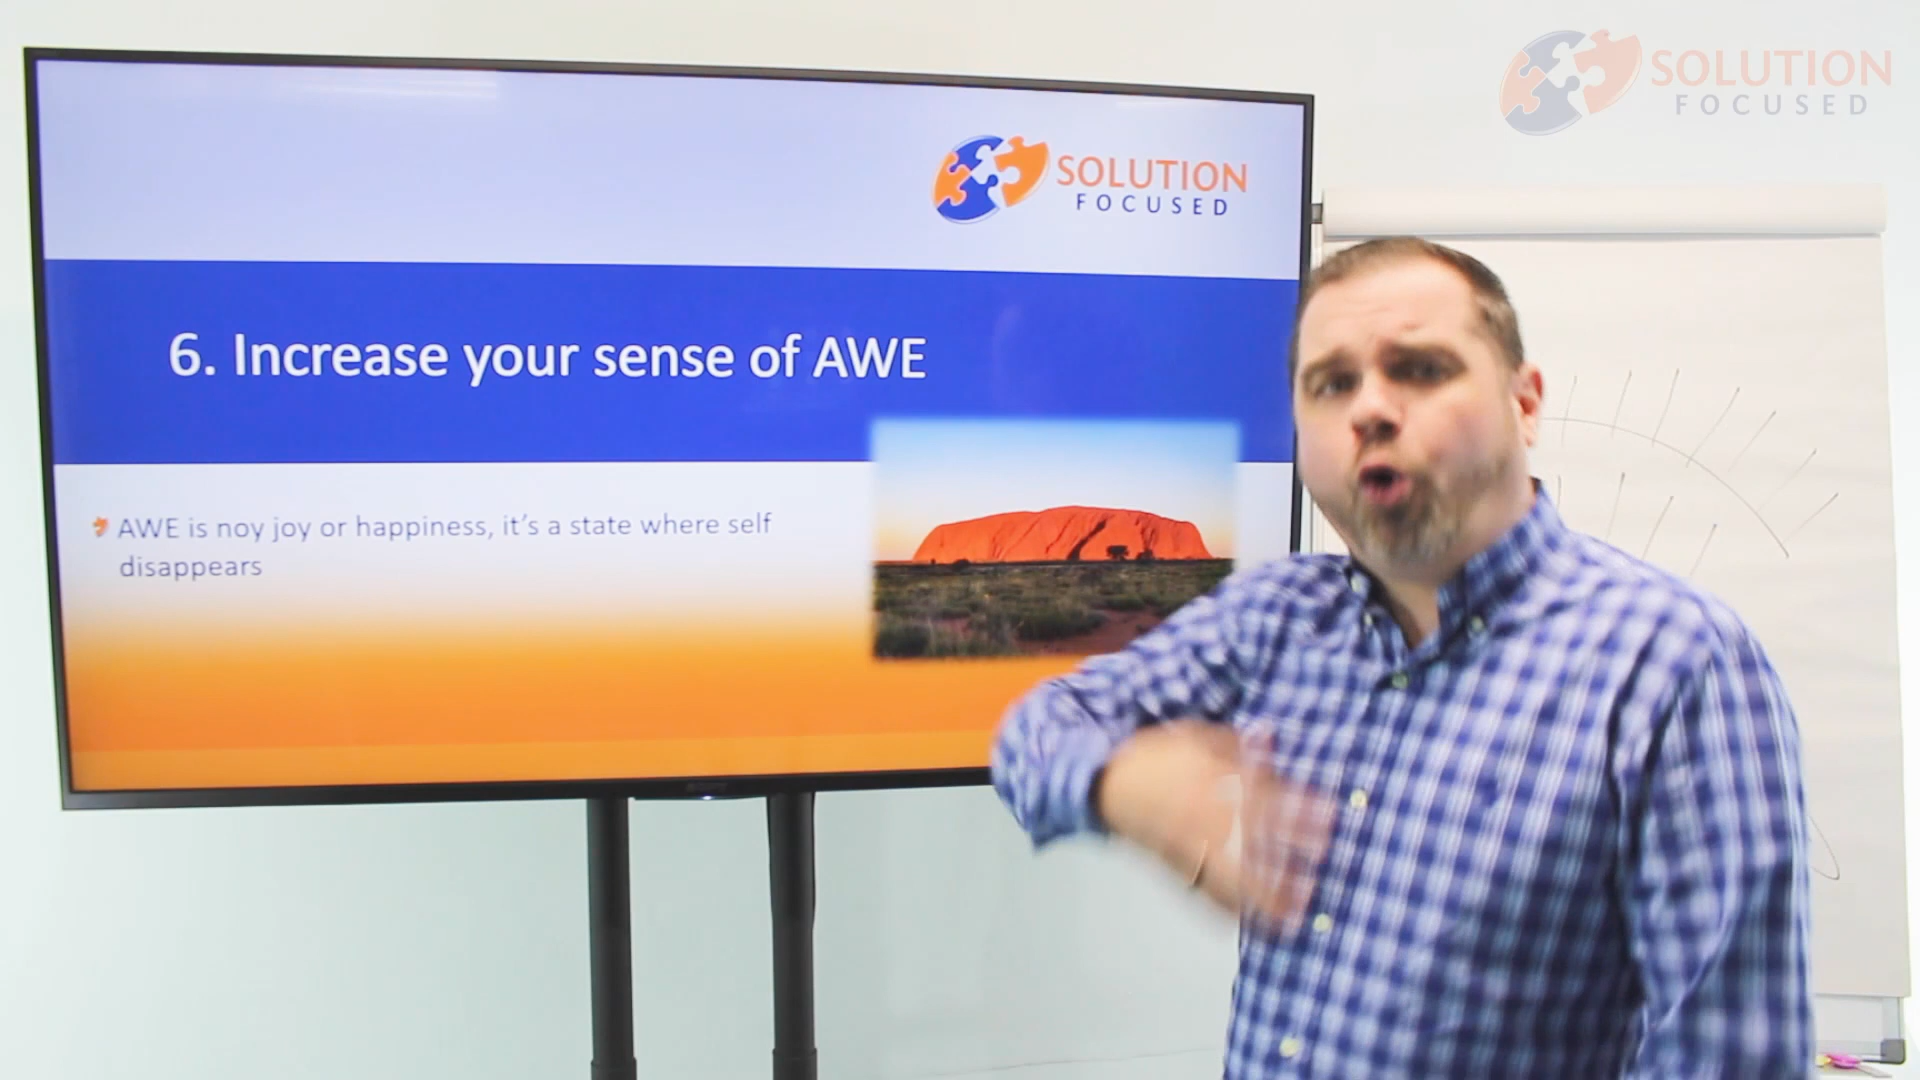 SOLUTION
FOCUSED
SOLUTION
FOCUSED
6. Increase your sense of AWE
AWE is noy joy or happiness, it's a state where self
disappears